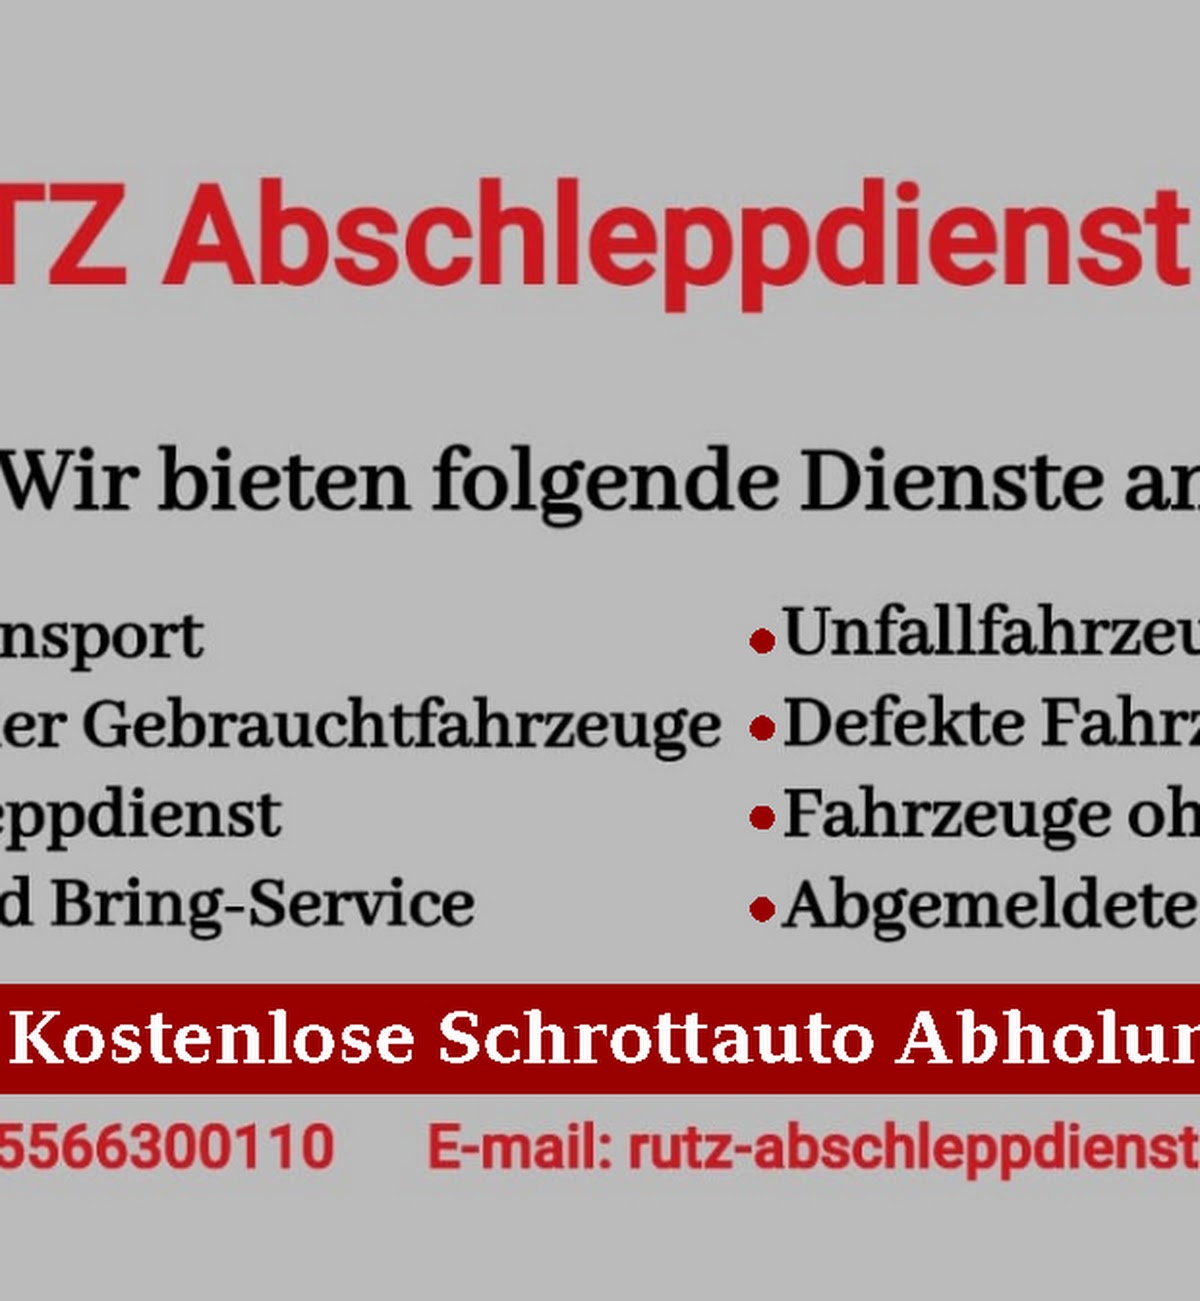 TZ Abschleppdienst
Wir bieten folgende Dienste an
nsport
er Gebrauchtfahrzeuge
eppdienst
d Bring-Service
Unfallfahrzeu
Defekte Fahrz
Fahrzeuge oh
Abgemeldete
Kostenlose Schrottauto Abholun
5566300110 E-mail: rutz-abschleppdienst